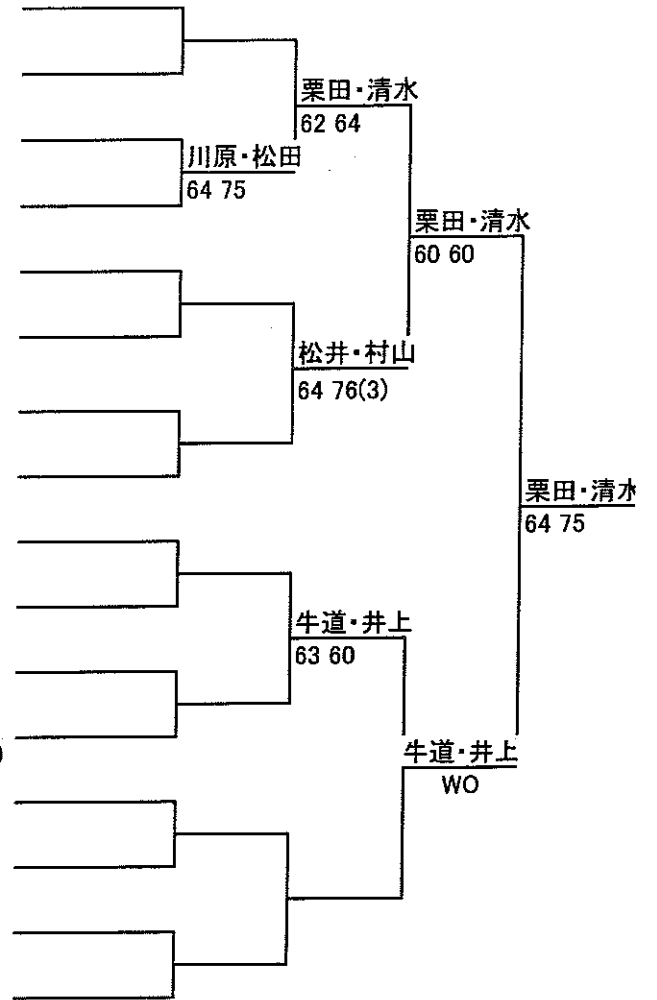 栗田・清水
62 64
川原・松田
64 75
栗田・清水
60 60
松井・村山
64 76(3)
栗田・清水
64 75
牛道・井上
63 60
牛道・井上
WO